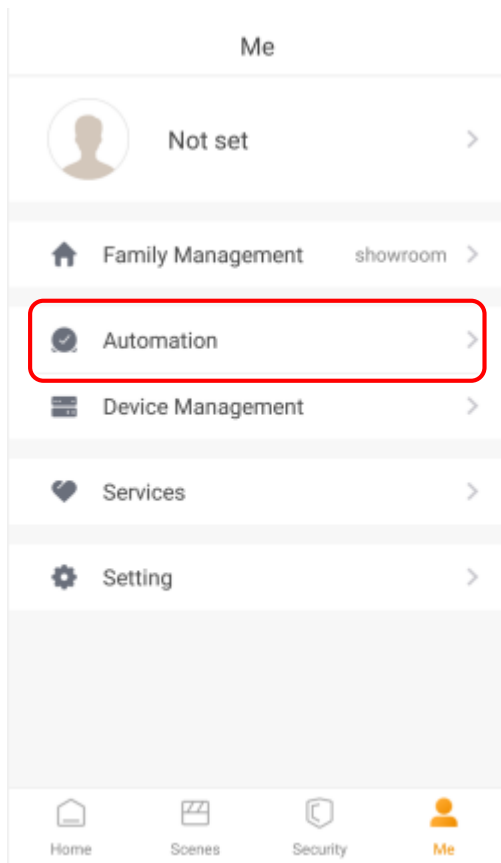 Me
Not set
Family Management showroom
Automation
Device Management
Services
Setting
Home Scenes Security Me